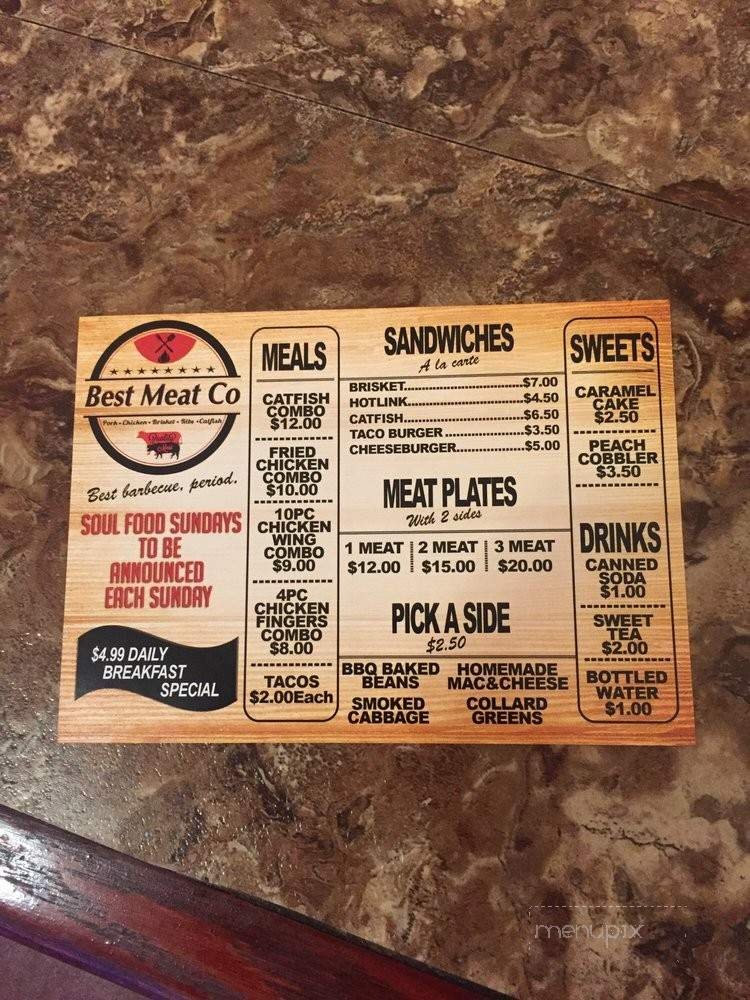 Best Meat Co
Pork • Chicken • Brisket • Ribs • Catfish
Best barbecue, period.
SOUL FOOD SUNDAYS
TO BE
ANNOUNCED
EACH SUNDAY
$4.99 DAILY
BREAKFAST
SPECIAL
MEALS
CATFISH
COMBO
$12.00
FRIED
CHICKEN
COMBO
$10.00
10PC
CHICKEN
WING
COMBO
$9.00
4PC
CHICKEN
FINGERS
COMBO
$8.00
TACOS
$2.00Each
SANDWICHES
A la carte
BRISKET....................................$7.00
HOTLINK...................................$4.50
CATFISH....................................$6.50
TACO BURGER........................$3.50
CHEESEBURGER.....................$5.00
MEAT PLATES
With 2 sides
1 MEAT 2 MEAT 3 MEAT
$12.00 $15.00 $20.00
PICK A SIDE
$2.50
BBQ BAKED HOMEMADE
BEANS MAC&CHEESE
SMOKED COLLARD
CABBAGE GREENS
SWEETS
CARAMEL
CAKE
$2.50
PEACH
COBBLER
$3.50
DRINKS
CANNED
SODA
$1.00
SWEET
TEA
$2.00
BOTTLED
WATER
$1.00
menupix